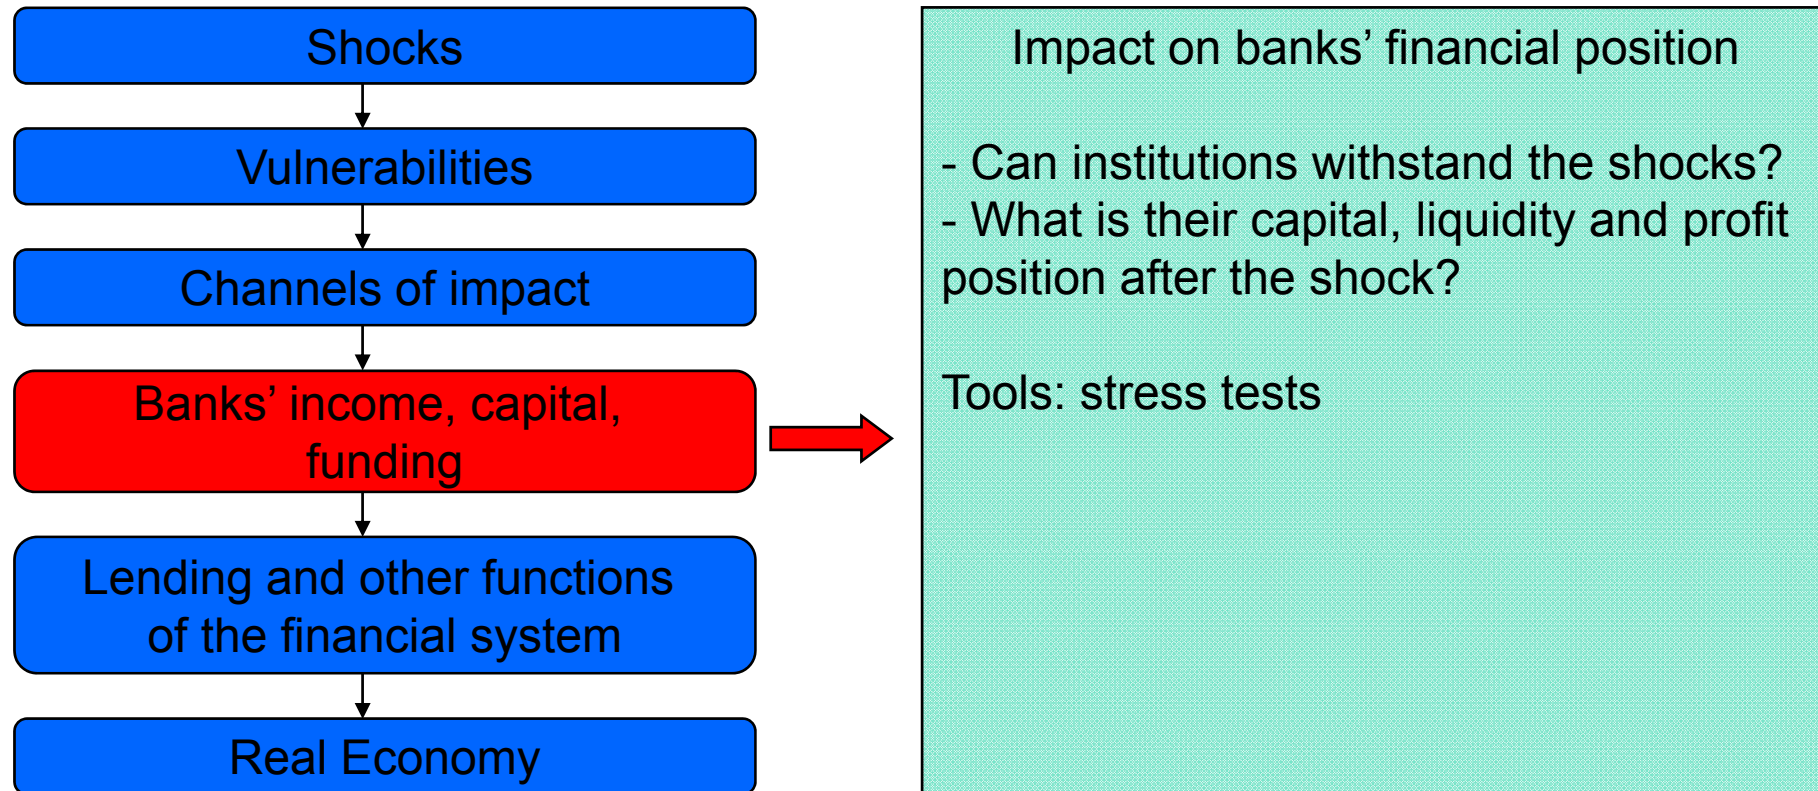 Shocks
Vulnerabilities
Channels of impact
Banks’ income, capital,
funding
Lending and other functions
of the financial system
Real Economy
Impact on banks’ financial position
- Can institutions withstand the shocks?
- What is their capital, liquidity and profit
position after the shock?
Tools: stress tests